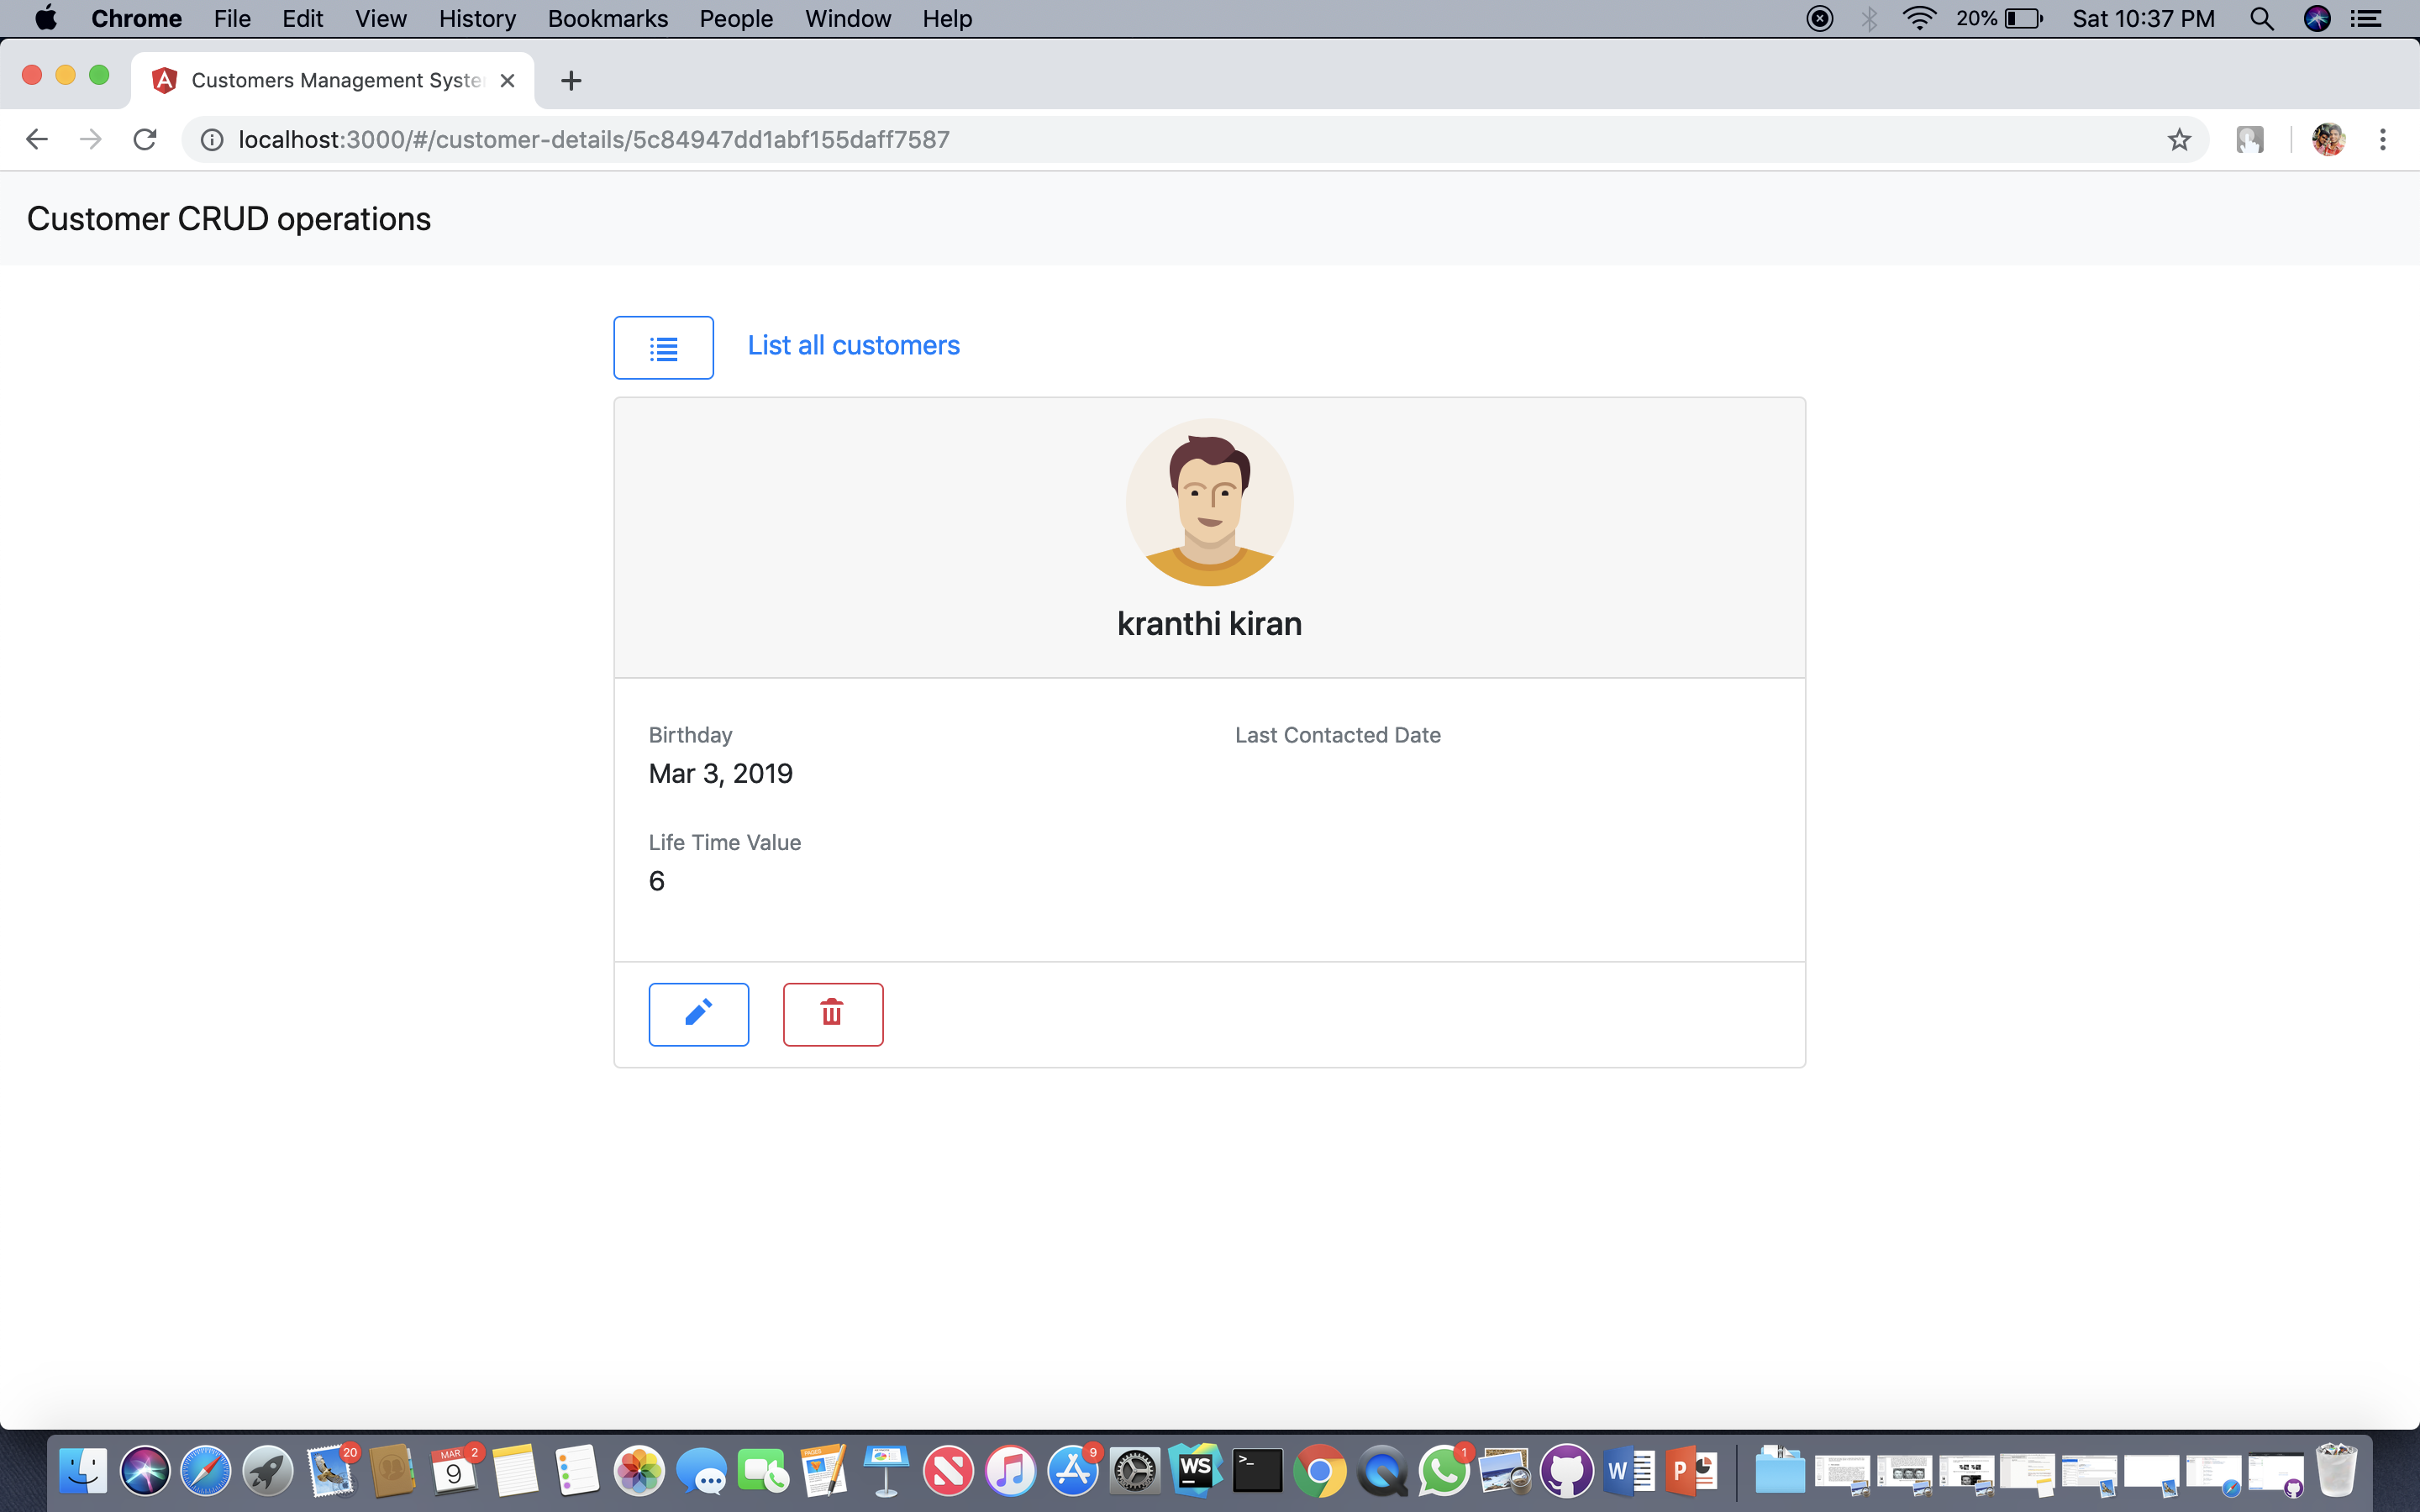 Chrome File Edit View History Bookmarks People Window Help 20% Sat 10:37 PM
Customers Management Syste
localhost:3000/#/customer-details/5c84947dd1abf155daff7587
Customer CRUD operations
List all customers
kranthi kiran
Birthday Last Contacted Date
Mar 3, 2019
Life Time Value
6
20 MAR 9 2 PAGES 9 WS >_ 1 W P